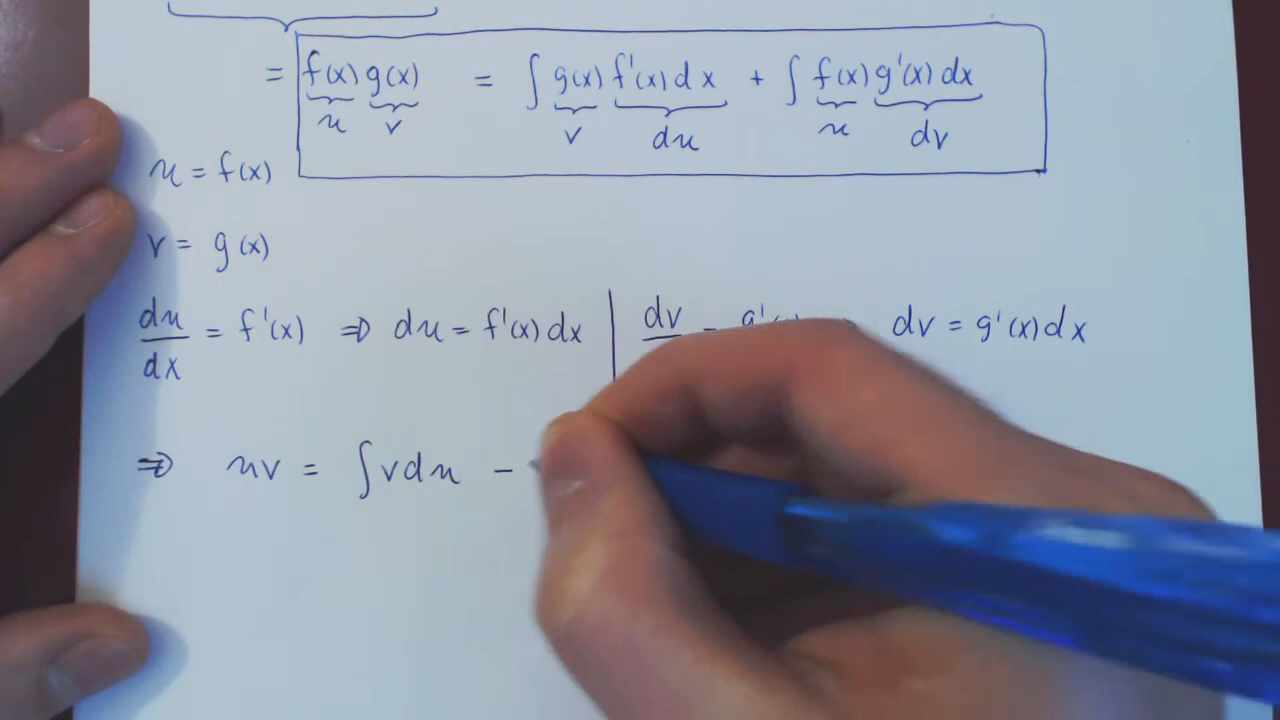 = f(x) g(x) = ∫ g(x) f'(x) dx + ∫ f(x) g'(x) dx
u v v du u dv
u = f(x)
v = g(x)
du/dx = f'(x) ⇒ du = f'(x) dx | dv dv = g'(x) dx
⇒ uv = ∫ v du -